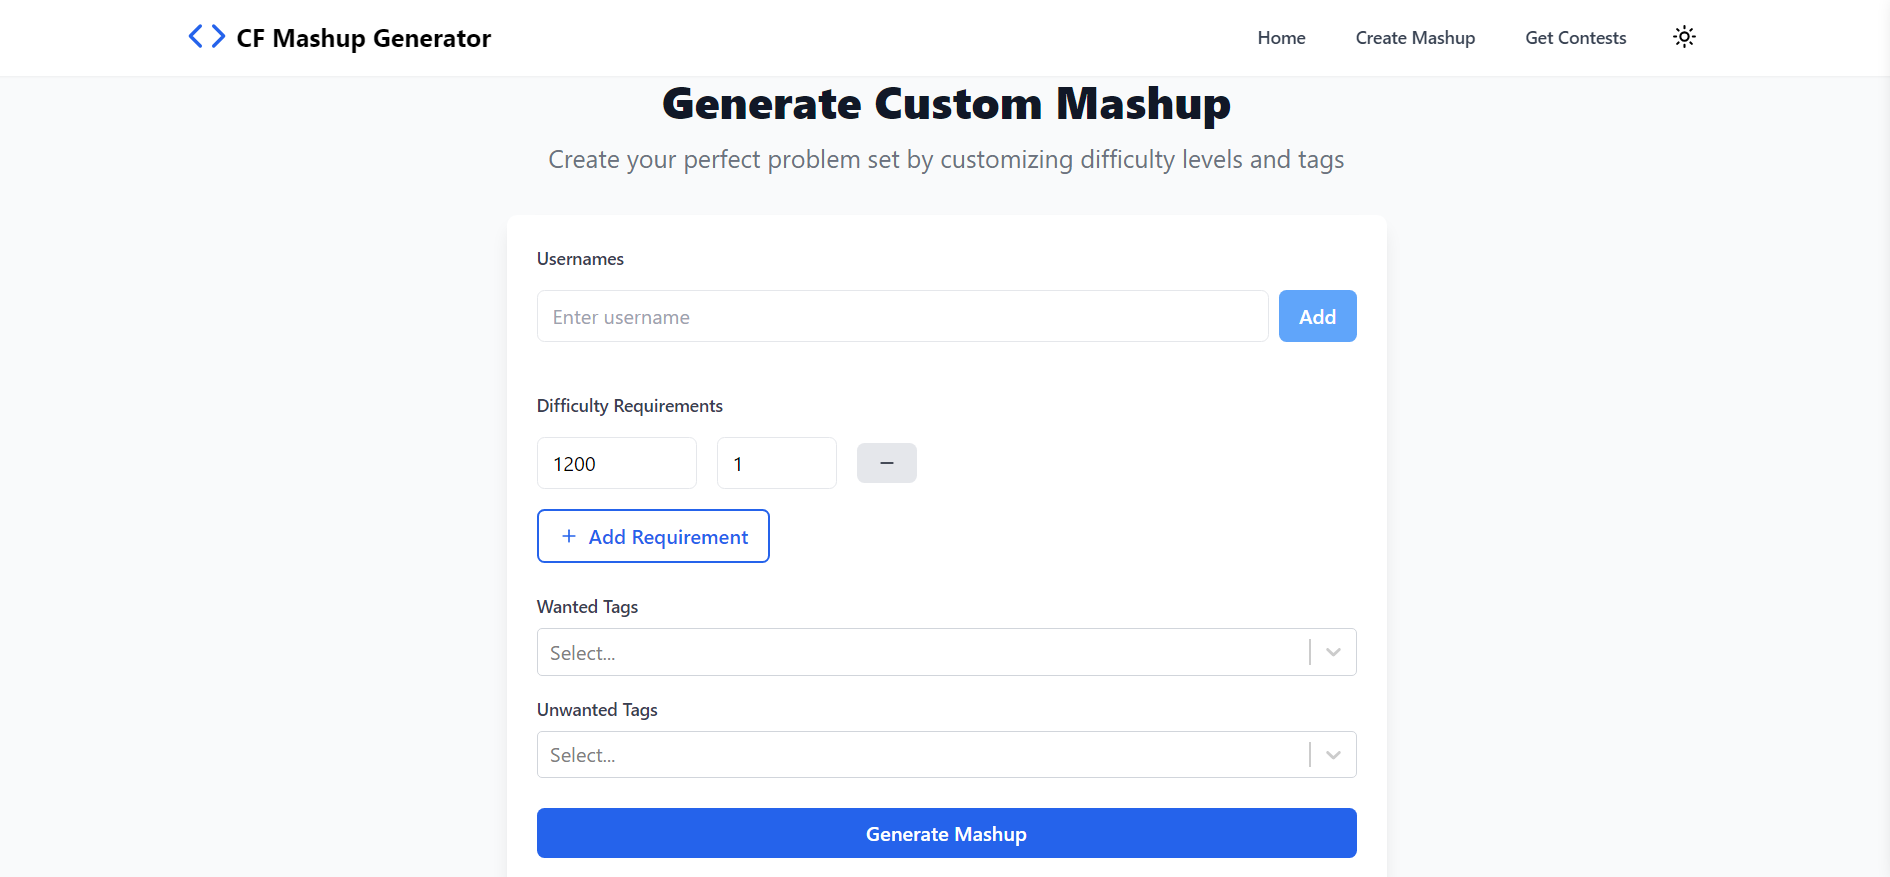 CF Mashup Generator
Home
Create Mashup
Get Contests
Generate Custom Mashup
Create your perfect problem set by customizing difficulty levels and tags
Usernames
Enter username
Add
Difficulty Requirements
1200
1
+ Add Requirement
Wanted Tags
Select...
Unwanted Tags
Select...
Generate Mashup